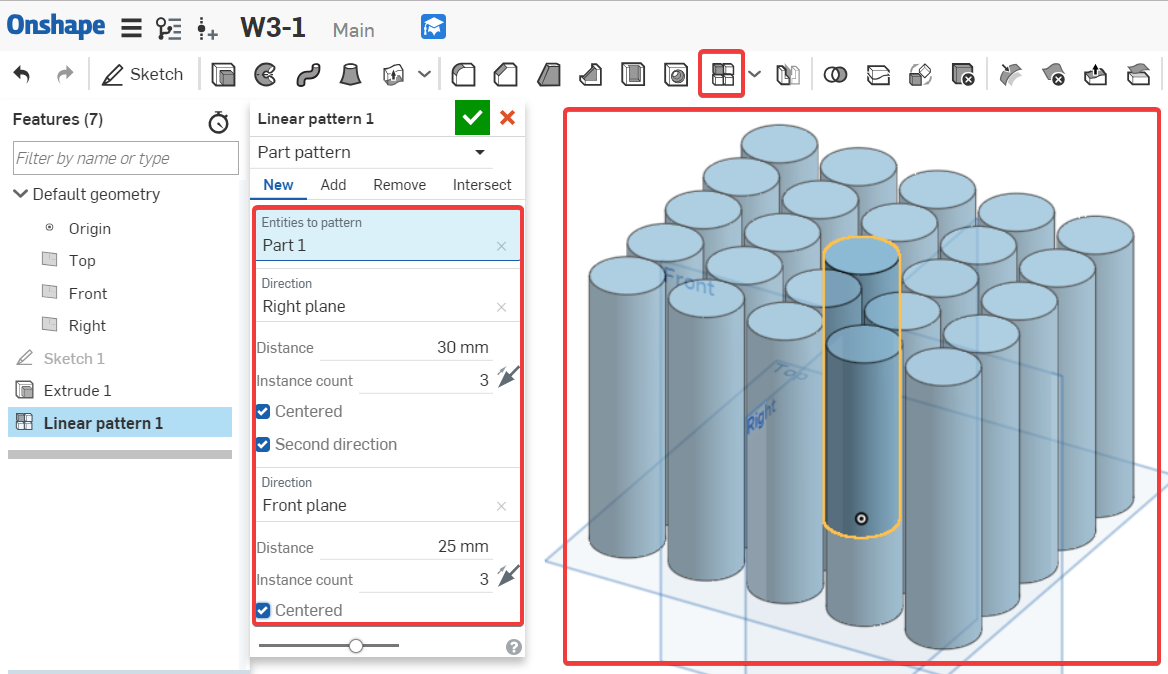 Onshape W3-1 Main
Sketch
Features (7)
Filter by name or type
Default geometry
Origin
Top
Front
Right
Sketch 1
Extrude 1
Linear pattern 1
Linear pattern 1
Part pattern
New Add Remove Intersect
Entities to pattern
Part 1
Direction
Right plane
Distance 30 mm
Instance count 3
Centered
Second direction
Direction
Front plane
Distance 25 mm
Instance count 3
Centered
?
Front
Top
Right